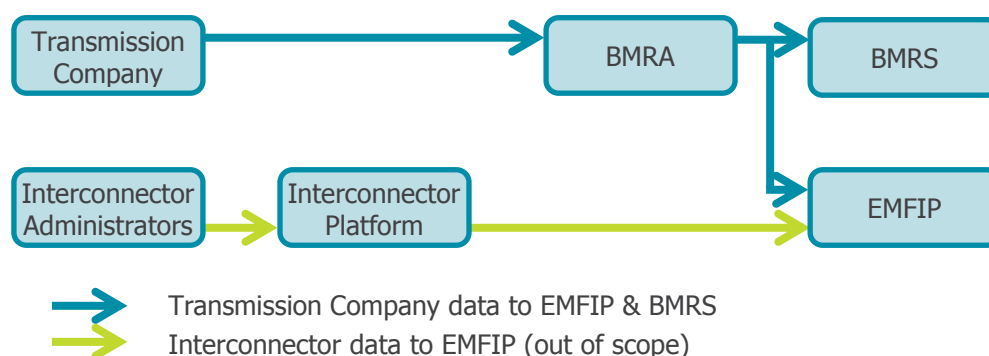 Transmission
Company
BMRA
BMRS
Interconnector
Administrators
Interconnector
Platform
EMFIP
Transmission Company data to EMFIP & BMRS
Interconnector data to EMFIP (out of scope)